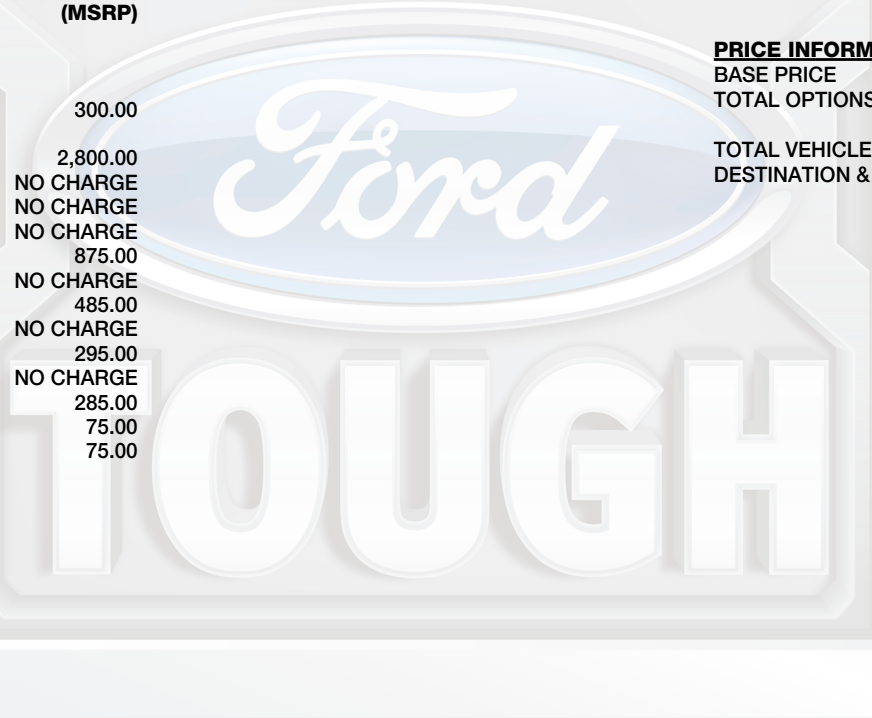 (MSRP)
300.00
2,800.00
NO CHARGE
NO CHARGE
NO CHARGE
875.00
NO CHARGE
485.00
NO CHARGE
295.00
NO CHARGE
285.00
75.00
75.00
PRICE INFORM
BASE PRICE
TOTAL OPTIONS
TOTAL VEHICLE
DESTINATION &
Ford
TOUGH